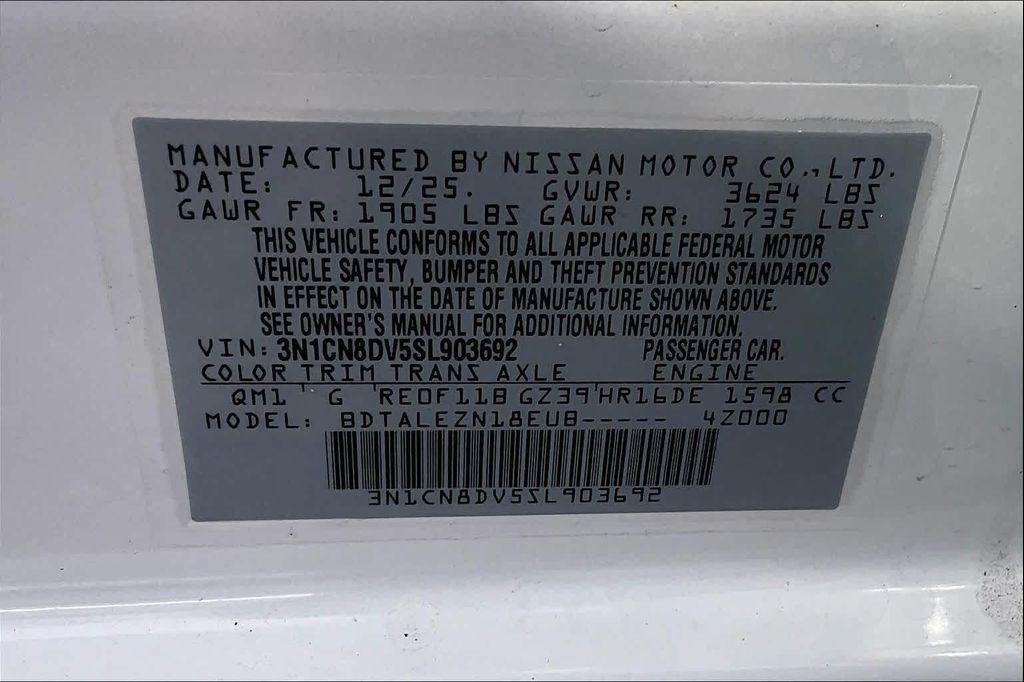 MANUFACTURED BY NISSAN MOTOR CO., LTD.
DATE: 12/25. GVWR: 3624 LBS
GAWR FR: 1905 LBS GAWR RR: 1735 LBS
THIS VEHICLE CONFORMS TO ALL APPLICABLE FEDERAL MOTOR
VEHICLE SAFETY, BUMPER AND THEFT PREVENTION STANDARDS
IN EFFECT ON THE DATE OF MANUFACTURE SHOWN ABOVE.
SEE OWNER'S MANUAL FOR ADDITIONAL INFORMATION.
VIN: 3N1CN8DV5SL903692 PASSENGER CAR.
COLOR TRIM TRANS AXLE ENGINE
QM1 G RE0F11B GZ39 HR16DE 1598 CC
MODEL: BDTALEZN18EUB----- 4Z000
3N1CN8DV5SL903692